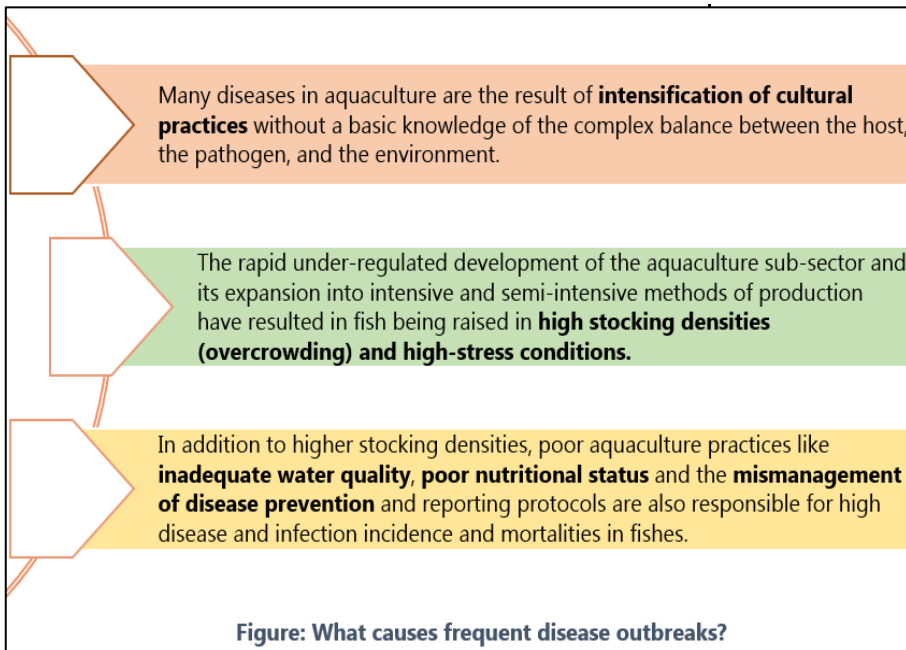 Many diseases in aquaculture are the result of intensification of cultural
practices without a basic knowledge of the complex balance between the host,
the pathogen, and the environment.
The rapid under-regulated development of the aquaculture sub-sector and
its expansion into intensive and semi-intensive methods of production
have resulted in fish being raised in high stocking densities
(overcrowding) and high-stress conditions.
In addition to higher stocking densities, poor aquaculture practices like
inadequate water quality, poor nutritional status and the mismanagement
of disease prevention and reporting protocols are also responsible for high
disease and infection incidence and mortalities in fishes.
Figure: What causes frequent disease outbreaks?